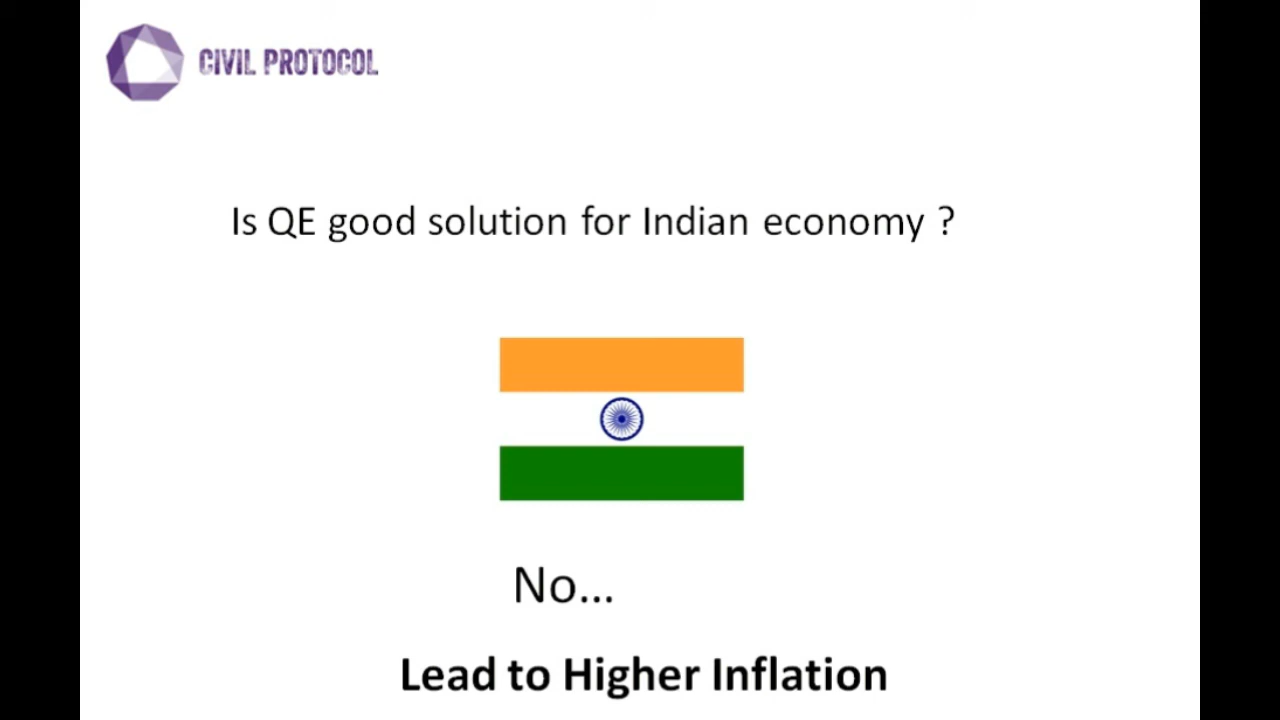 CIVIL PROTOCOL
Is QE good solution for Indian economy ?
No...
Lead to Higher Inflation